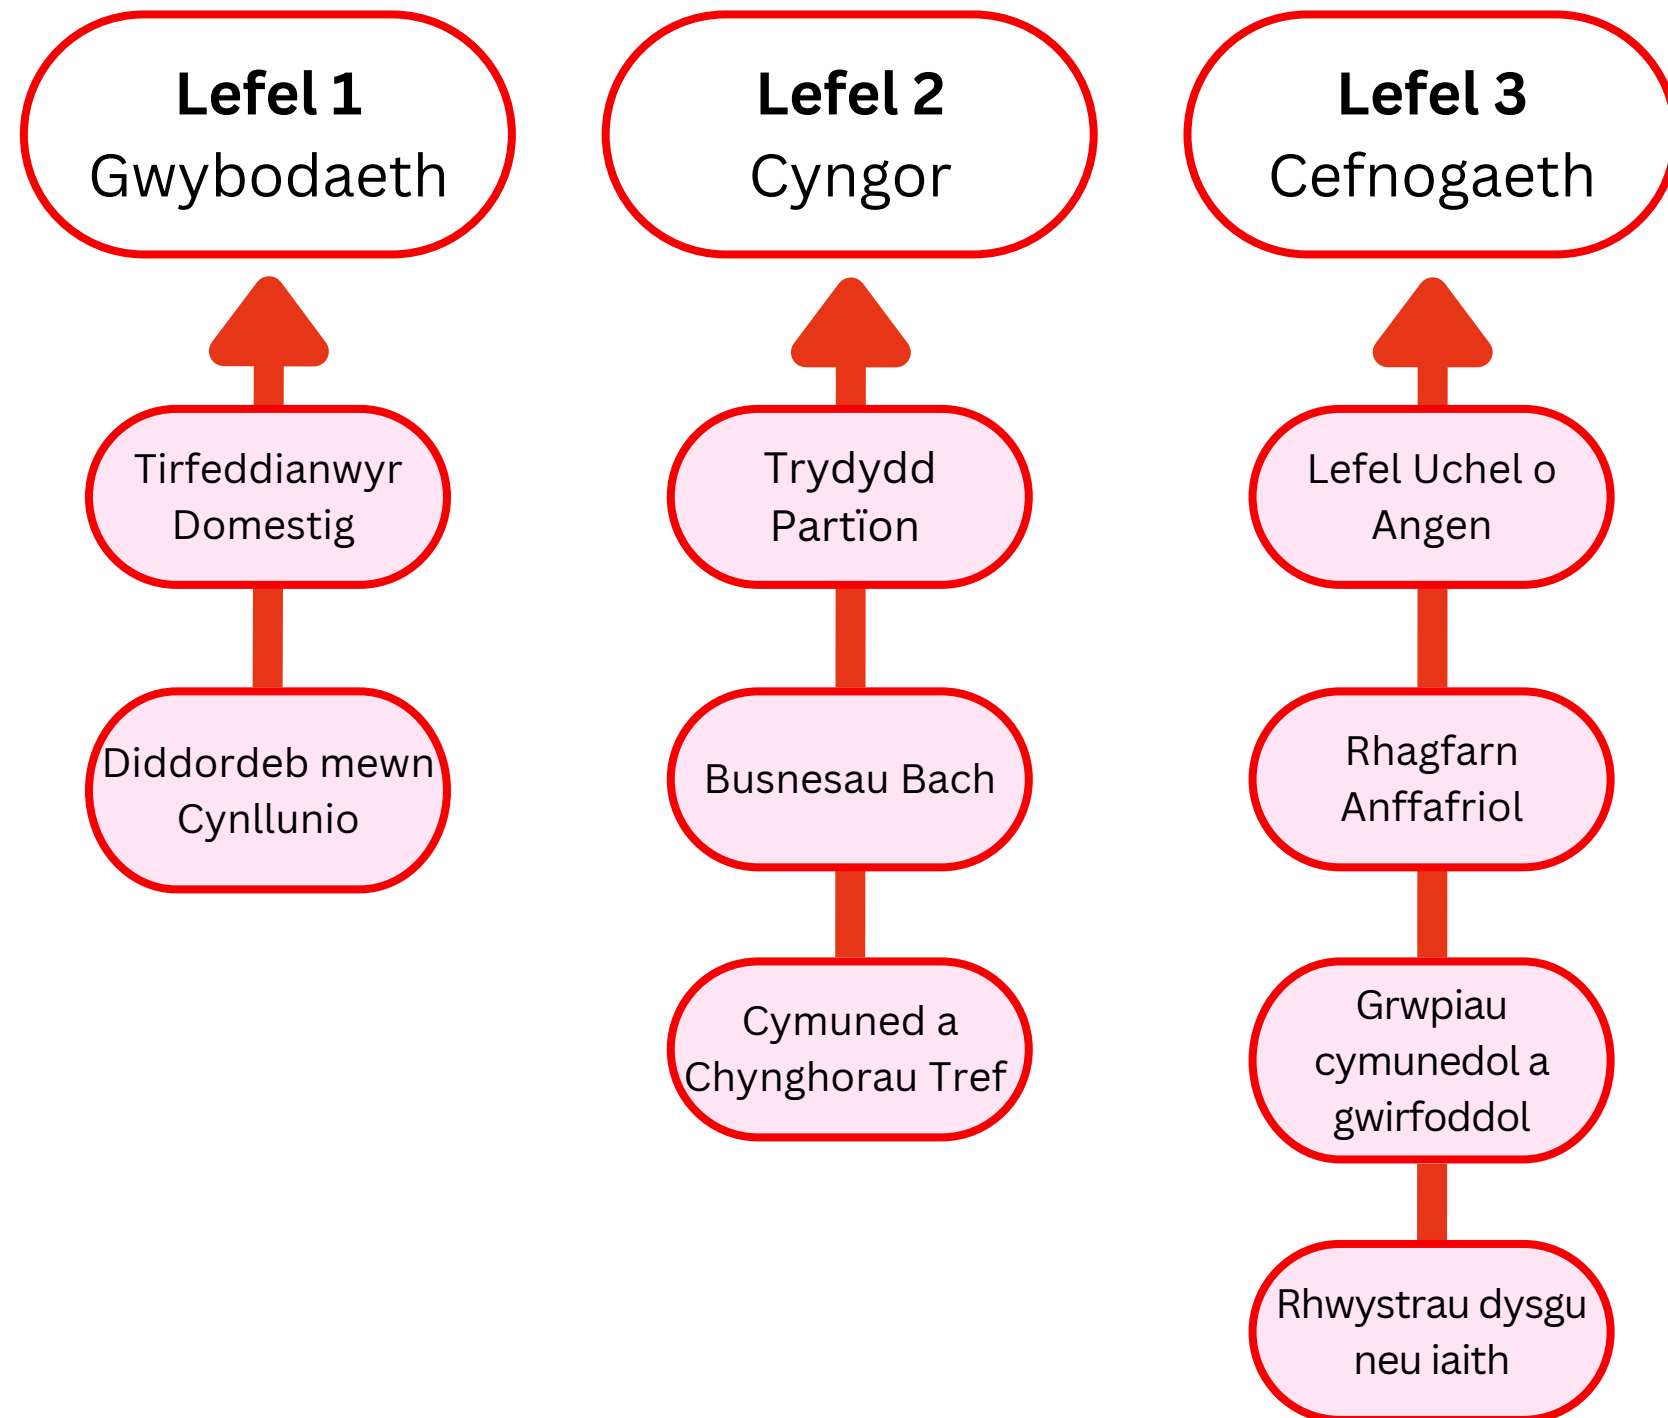 Lefel 1
Gwybodaeth
Tirfeddianwyr
Domestig
Diddordeb mewn
Cynllunio
Lefel 2
Cyngor
Trydydd
Partïon
Busnesau Bach
Cymuned a
Chynghorau Tref
Lefel 3
Cefnogaeth
Lefel Uchel o
Angen
Rhagfarn
Anffafriol
Grwpiau
cymunedol a
gwirfoddol
Rhwystrau dysgu
neu iaith